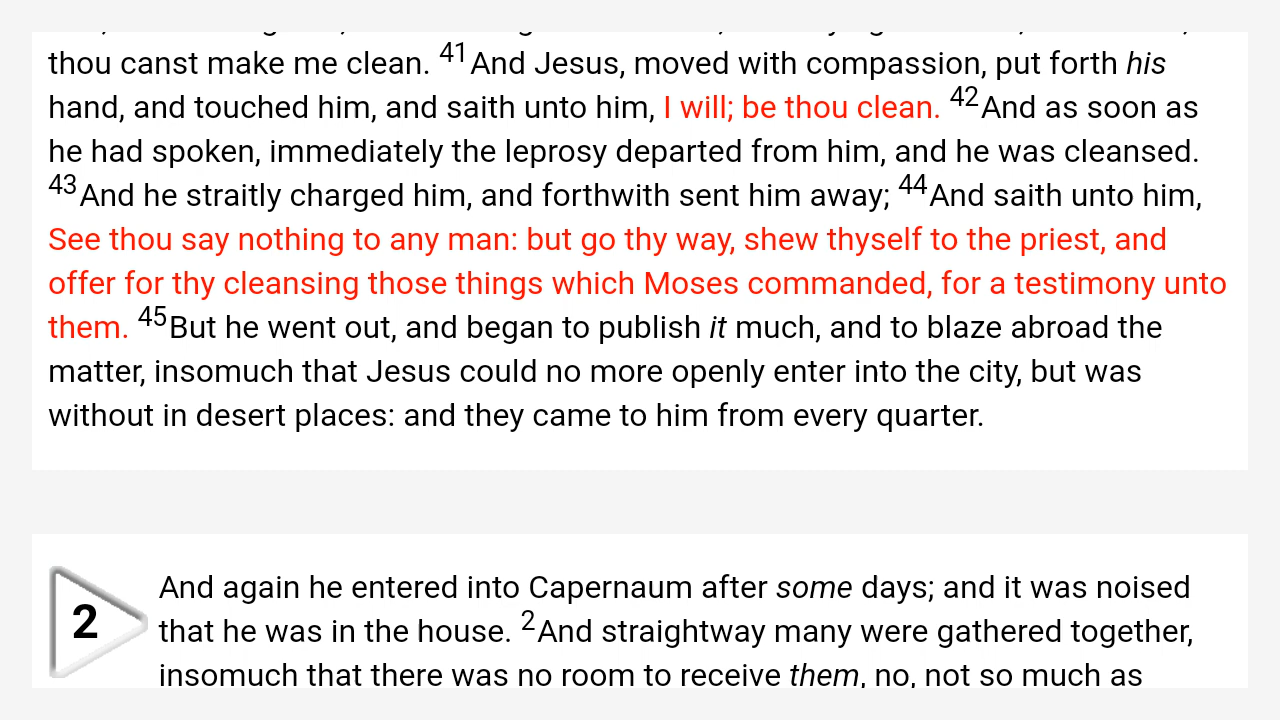 thou canst make me clean. 41And Jesus, moved with compassion, put forth his
hand, and touched him, and saith unto him, I will; be thou clean. 42And as soon as
he had spoken, immediately the leprosy departed from him, and he was cleansed.
43And he straitly charged him, and forthwith sent him away; 44And saith unto him,
See thou say nothing to any man: but go thy way, shew thyself to the priest, and
offer for thy cleansing those things which Moses commanded, for a testimony unto
them. 45But he went out, and began to publish it much, and to blaze abroad the
matter, insomuch that Jesus could no more openly enter into the city, but was
without in desert places: and they came to him from every quarter.
2
And again he entered into Capernaum after some days; and it was noised
that he was in the house. 2And straightway many were gathered together,
insomuch that there was no room to receive them, no, not so much as